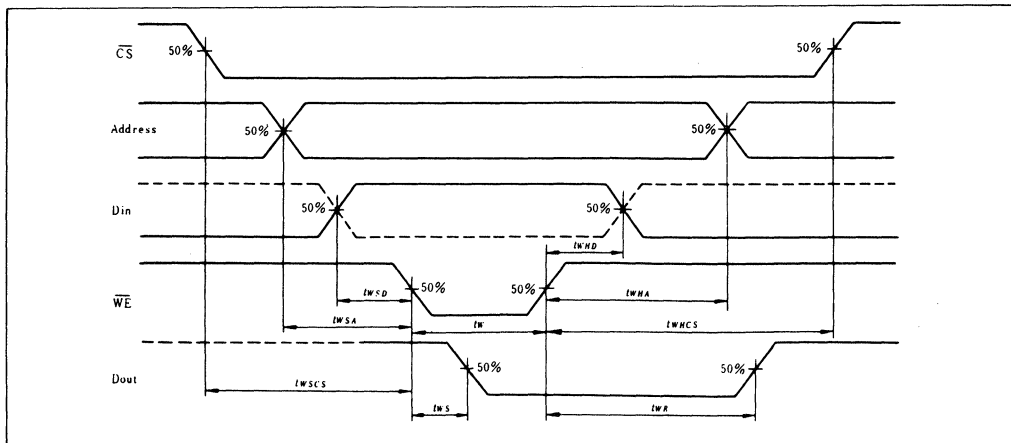 50% 50%
CS
Address 50% 50%
Din 50% 50%
tWHD
WE 50% 50%
tWSD tWHA
tWSA tW tWHCS
50% 50%
Dout
tWSCS
tWS tWR